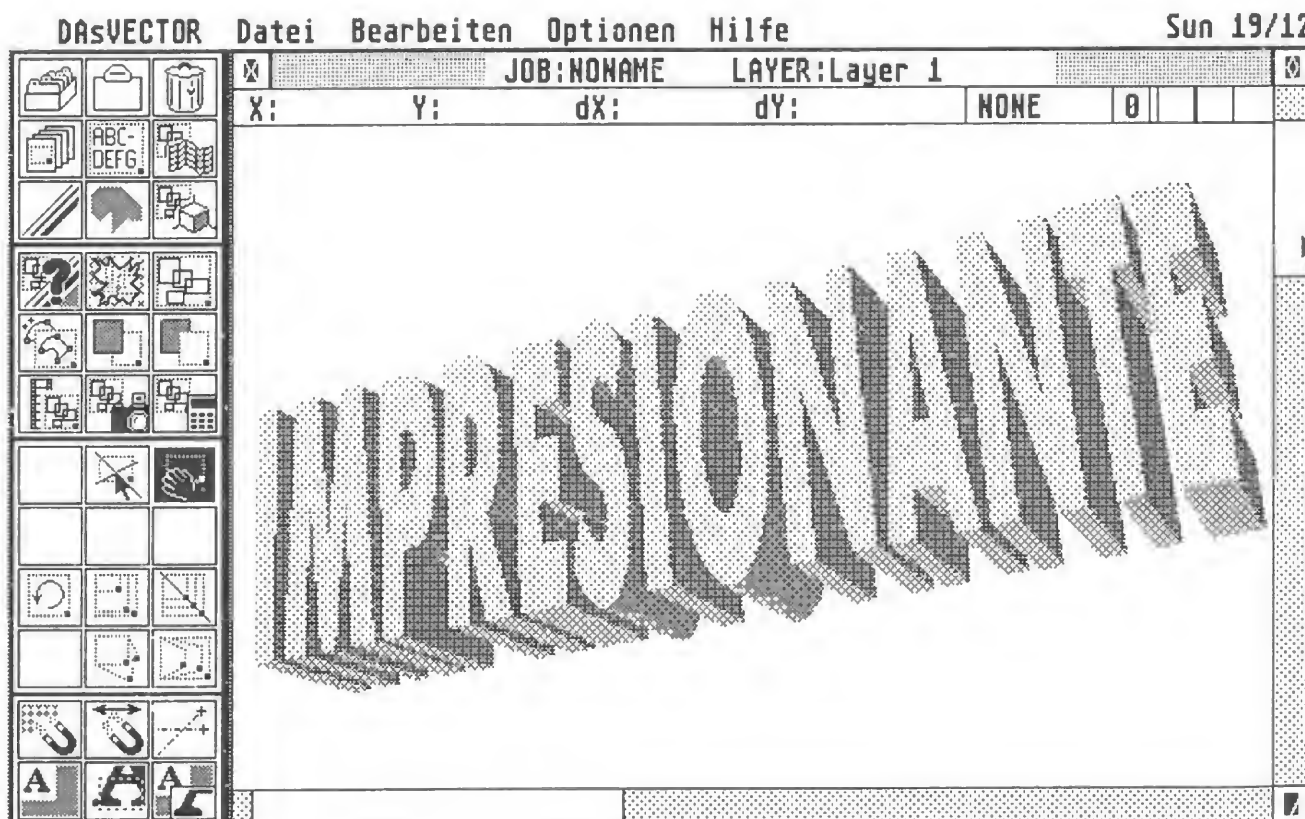 DAsVECTOR Datei Bearbeiten Optionen Hilfe Sun 19/12
JOB:NONAME LAYER:Layer 1
X: Y: dX: dY: NONE 0
ABC-
DEFG
IMPRESIONANTE
A A